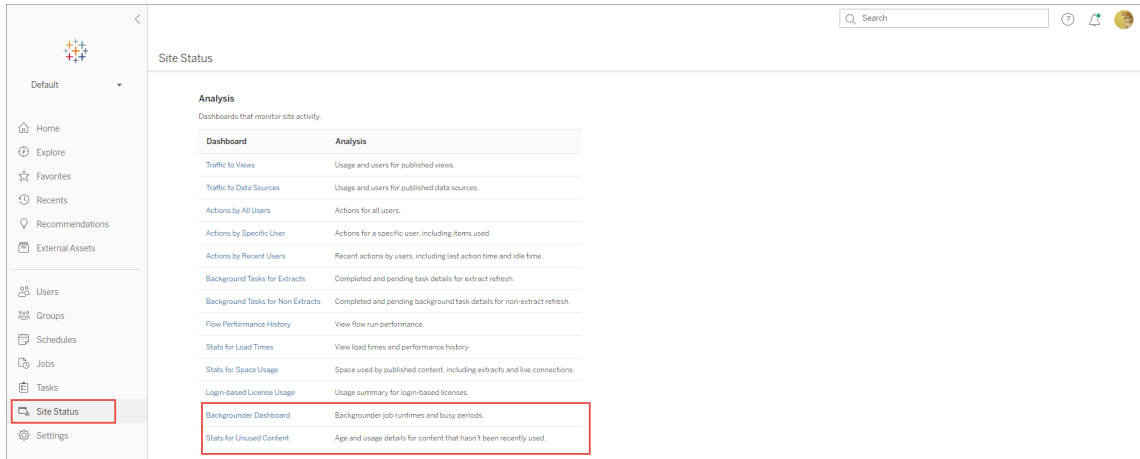 Search
Site Status
Default
Home
Explore
Favorites
Recents
Recommendations
External Assets
Users
Groups
Schedules
Jobs
Tasks
Site Status
Settings
Analysis
Dashboards that monitor site activity.
Dashboard Analysis
Traffic to Views Usage and users for published views.
Traffic to Data Sources Usage and users for published data sources.
Actions by All Users Actions for all users.
Actions by Specific User Actions for a specific user, including items used.
Actions by Recent Users Recent actions by users, including last action time and idle time.
Background Tasks for Extracts Completed and pending task details for extract refresh.
Background Tasks for Non Extracts Completed and pending background task details for non-extract refresh.
Flow Performance History View flow run performance.
Stats for Load Times View load times and performance history.
Stats for Space Usage Space used by published content, including extracts and live connections.
Login-based License Usage Usage summary for login-based licenses
Backgrounder Dashboard Backgrounder job runtimes and busy periods.
Stats for Unused Content Age and usage details for content that hasn't been recently used.